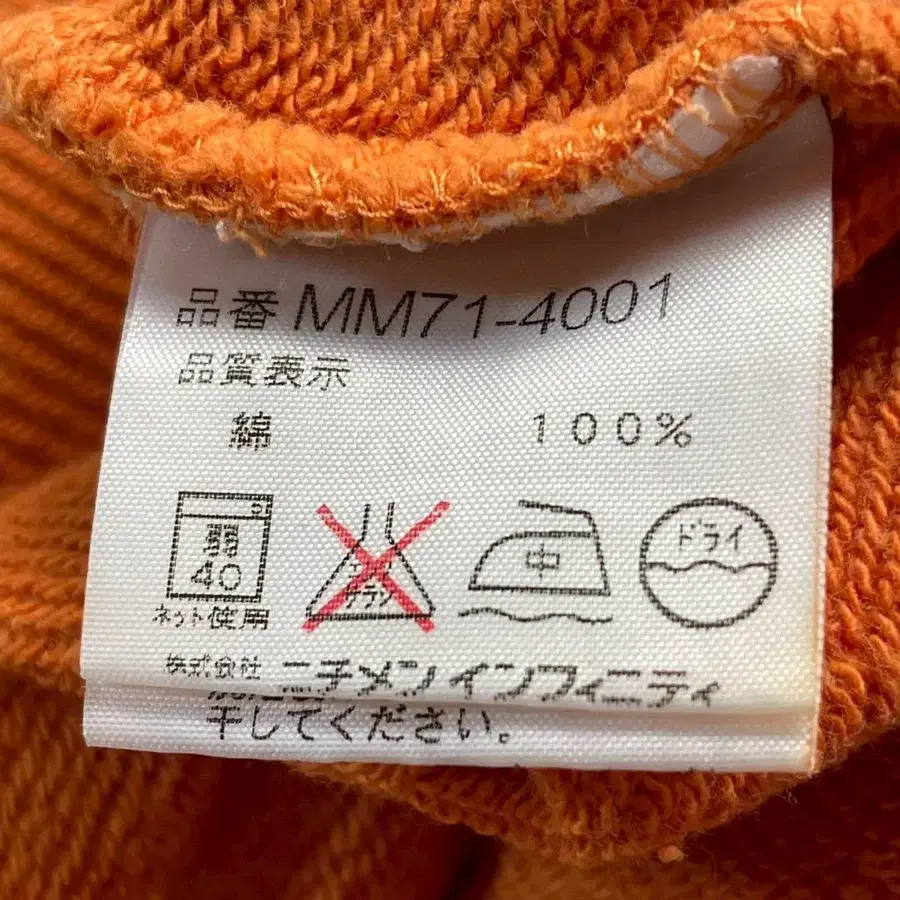 品番 MM71-4001
品質表示
綿 100%
弱 ドライ
40 中
ネット使用
株式会社 ニチメンインフィニティ
干してください。